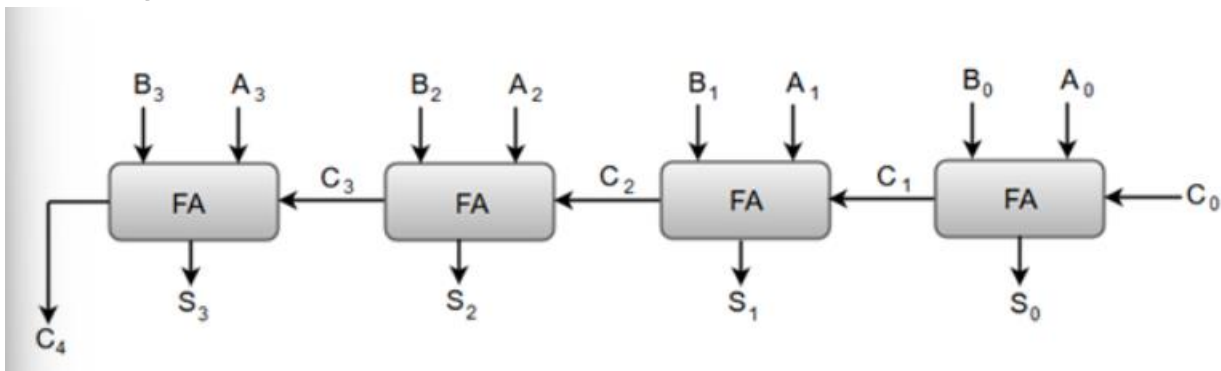 B₃ A₃ B₂ A₂ B₁ A₁ B₀ A₀
FA C₃ FA C₂ FA C₁ FA C₀
S₃ S₂ S₁ S₀
C₄